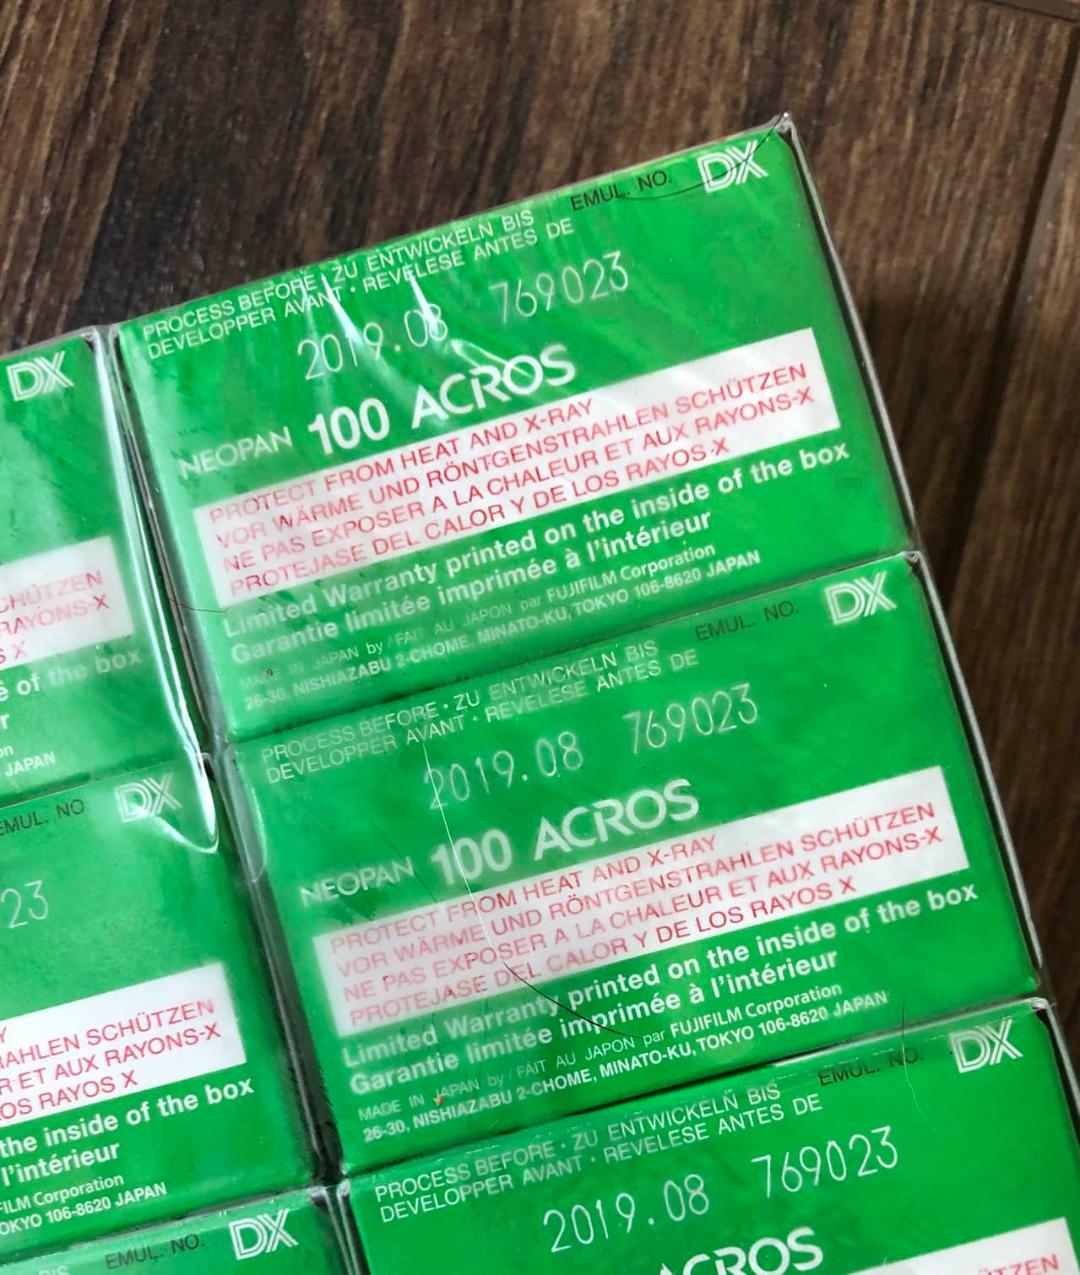 EMUL. NO. DX
PROCESS BEFORE · ZU ENTWICKELN BIS
DEVELOPPER AVANT · REVELESE ANTES DE
2019.08 769023
NEOPAN 100 ACROS
PROTECT FROM HEAT AND X-RAY
VOR WÄRME UND RÖNTGENSTRAHLEN SCHÜTZEN
NE PAS EXPOSER A LA CHALEUR ET AUX RAYONS-X
PROTEJASE DEL CALOR Y DE LOS RAYOS X
Limited Warranty printed on the inside of the box
Garantie limitée imprimée à l'intérieur
MADE IN JAPAN by / FAIT AU JAPON par FUJIFILM Corporation
26-30, NISHIAZABU 2-CHOME, MINATO-KU, TOKYO 106-8620 JAPAN
EMUL. NO. DX
PROCESS BEFORE · ZU ENTWICKELN BIS
DEVELOPPER AVANT · REVELESE ANTES DE
2019.08 769023
NEOPAN 100 ACROS
PROTECT FROM HEAT AND X-RAY
VOR WÄRME UND RÖNTGENSTRAHLEN SCHÜTZEN
NE PAS EXPOSER A LA CHALEUR ET AUX RAYONS-X
PROTEJASE DEL CALOR Y DE LOS RAYOS X
Limited Warranty printed on the inside of the box
Garantie limitée imprimée à l'intérieur
MADE IN JAPAN by / FAIT AU JAPON par FUJIFILM Corporation
26-30, NISHIAZABU 2-CHOME, MINATO-KU, TOKYO 106-8620 JAPAN
EMUL. NO. DX
PROCESS BEFORE · ZU ENTWICKELN BIS
DEVELOPPER AVANT · REVELESE ANTES DE
2019.08 769023
ACROS
DX
RAYONS-X
S X
of the box
JAPAN
EMUL. NO DX
23
SCHÜTZEN
R ET AUX RAYONS-X
RAYOS X
the inside of the box
l'intérieur
Corporation
106-8620 JAPAN
EMUL. NO. DX
BIS